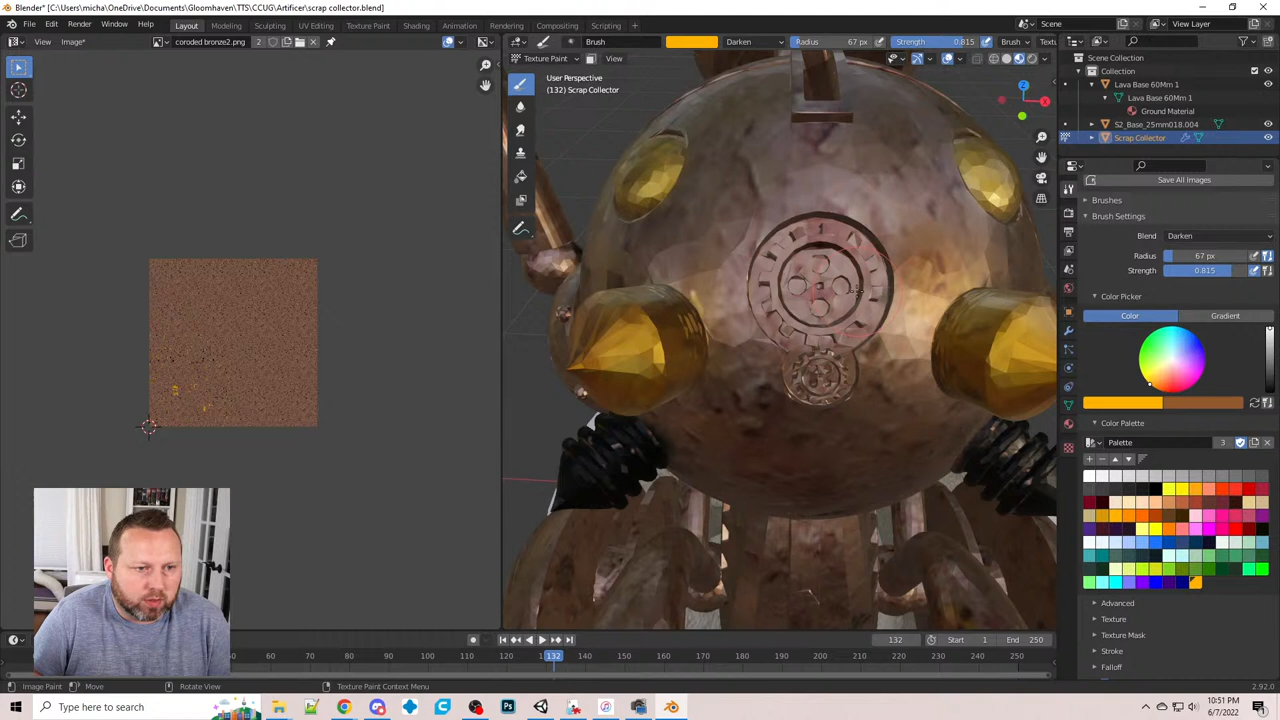 Blender* [C:\Users\micha\OneDrive\Documents\Gloomhaven\TTS\CCUG\Artificer\scrap collector.blend]
File Edit Render Window Help Layout Modeling Sculpting UV Editing Texture Paint Shading Animation Rendering Compositing Scripting Scene View Layer
View Image* coroded bronze2.png 2 Brush Darken Radius 67 px Strength 0.815 Brush
Texture Paint View
User Perspective
(132) Scrap Collector
Scene Collection
Collection
Lava Base 60Mm 1
Lava Base 60Mm 1
Ground Material
S2_Base_25mm018.004
Scrap Collector
Save All Images
Brushes
Brush Settings
Blend Darken
Radius 67 px
Strength 0.815
Color Picker
Color Gradient
Color Palette
Palette 3
Advanced
Texture
Texture Mask
Stroke
Falloff
132 Start 1 End 250
50 60 70 80 90 100 110 120 132 140 150 160 170 180 190 200 210 220 230 240 250
Image Paint Move Rotate View Texture Paint Context Menu 2.92.0
Type here to search
10:51 PM
6/7/2022